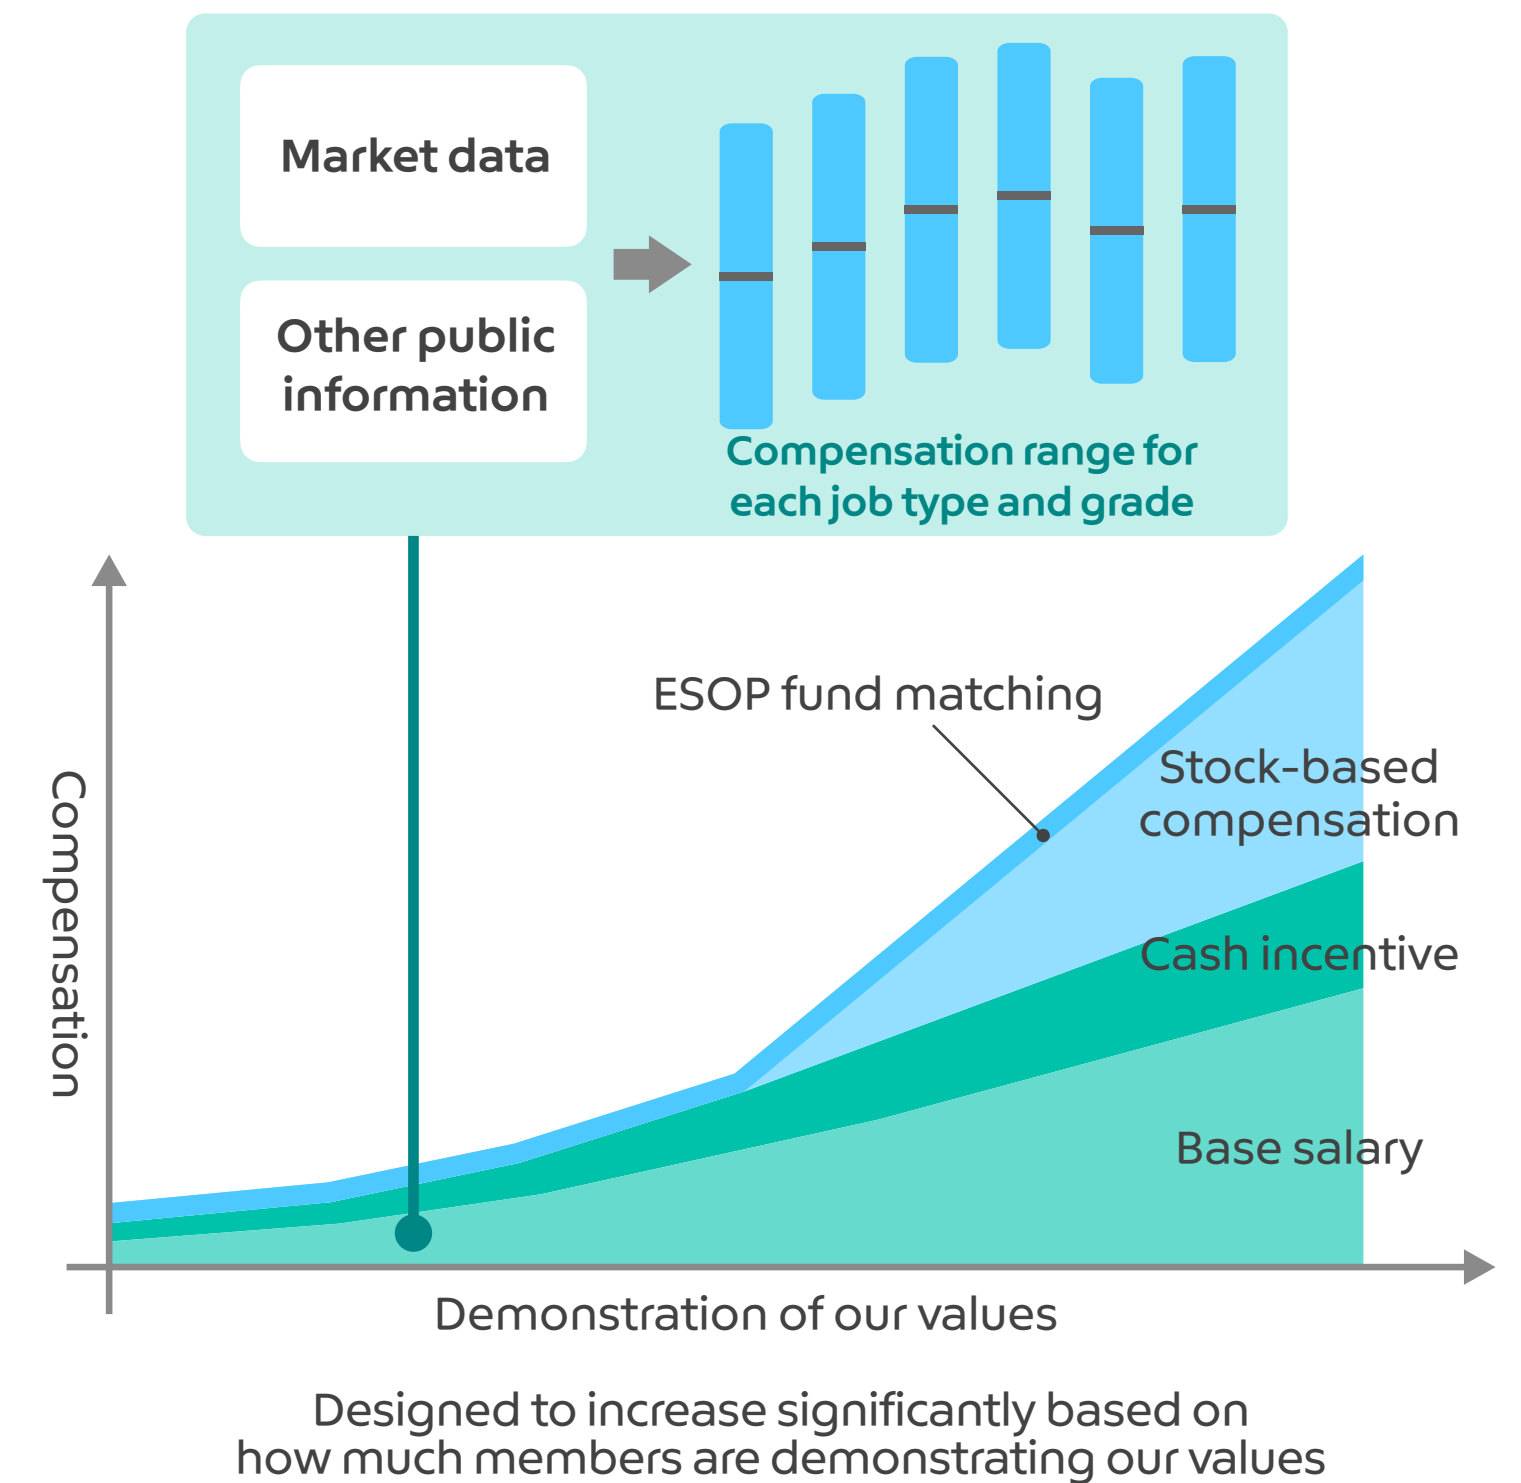 Market data
Other public
information
Compensation range for
each job type and grade
ESOP fund matching
Stock-based
compensation
Cash incentive
Base salary
Compensation
Demonstration of our values
Designed to increase significantly based on
how much members are demonstrating our values